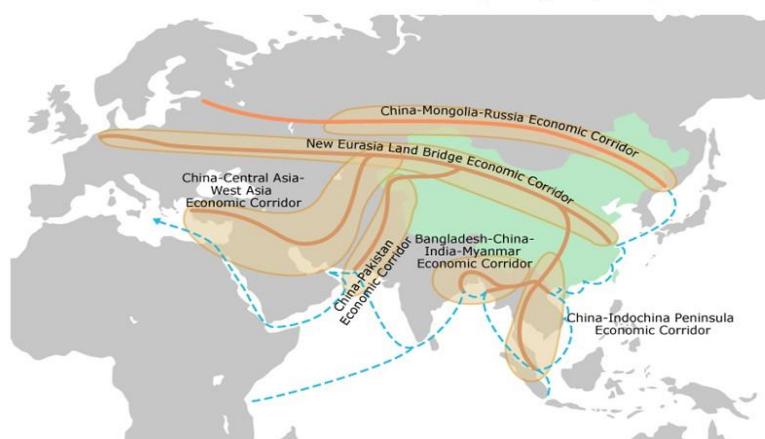 China-Mongolia-Russia Economic Corridor
New Eurasia Land Bridge Economic Corridor
China-Central Asia-
West Asia
Economic Corridor
China-Pakistan
Economic Corridor
Bangladesh-China-
India-Myanmar
Economic Corridor
China-Indochina Peninsula
Economic Corridor